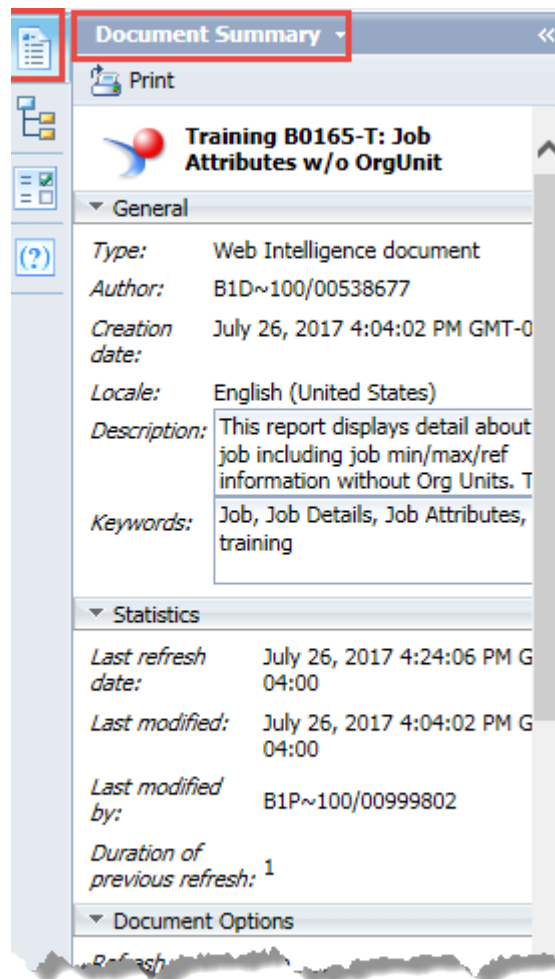 Document Summary
Print
Training B0165-T: Job
Attributes w/o OrgUnit
General
Type: Web Intelligence document
Author: B1D~100/00538677
Creation July 26, 2017 4:04:02 PM GMT-0
date:
Locale: English (United States)
Description: This report displays detail about
job including job min/max/ref
information without Org Units. T
Keywords: Job, Job Details, Job Attributes,
training
(?)
Statistics
Last refresh July 26, 2017 4:24:06 PM G
date: 04:00
Last modified: July 26, 2017 4:04:02 PM G
04:00
Last modified
by: B1P~100/00999802
Duration of
previous refresh: 1
Document Options
Refresh